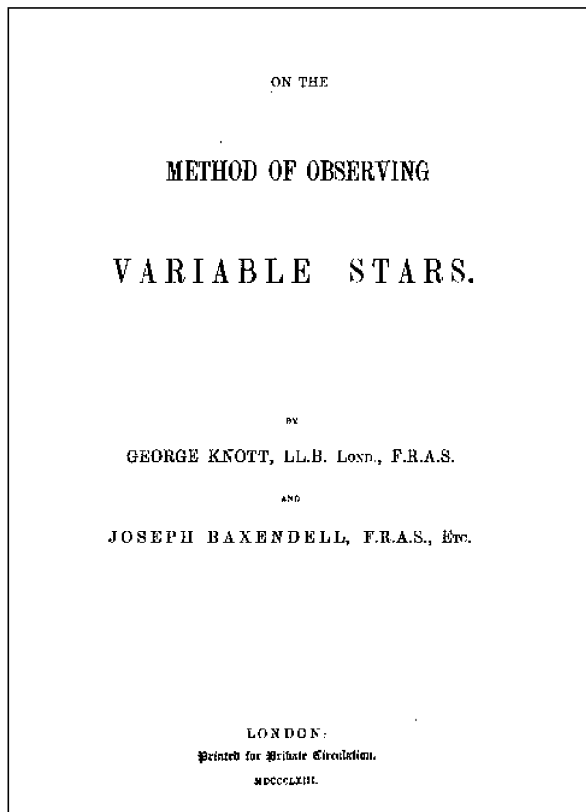 ON THE
METHOD OF OBSERVING
VARIABLE STARS.
BY
GEORGE KNOTT, LL.B. LOND., F.R.A.S.
AND
JOSEPH BAXENDELL, F.R.A.S., ETC.
LONDON:
Printed for Private Circulation.
MDCCCLXIII.